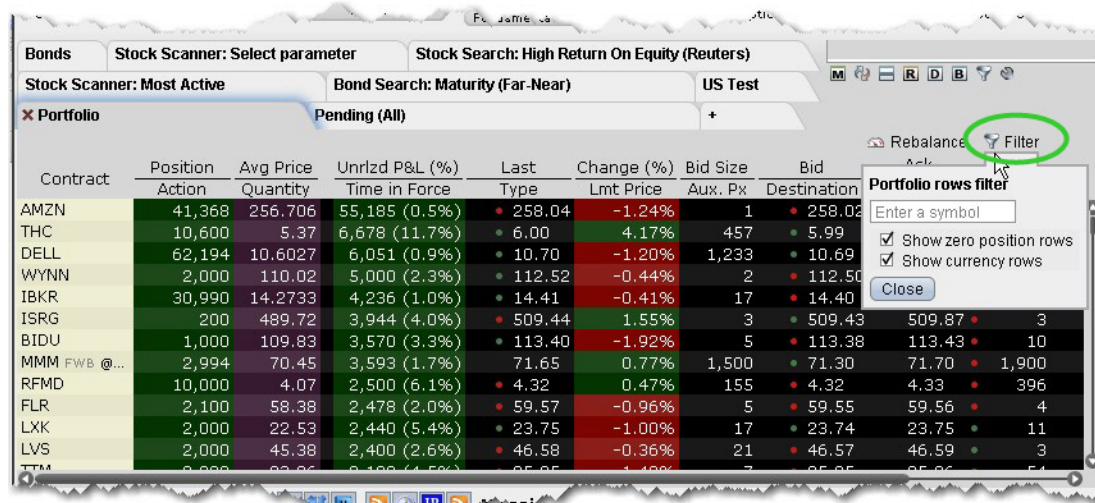 Bonds Stock Scanner: Select parameter Stock Search: High Return On Equity (Reuters)
Stock Scanner: Most Active Bond Search: Maturity (Far-Near) US Test M R D B
Portfolio Pending (All) +
Rebalance Filter
Contract Position Avg Price Unrlzd P&L (%) Last Change (%) Bid Size Bid
Action Quantity Time in Force Type Lmt Price Aux. Px Destination
Portfolio rows filter
Enter a symbol
Show zero position rows
Show currency rows
Close
AMZN 41,368 256.706 55,185 (0.5%) 258.04 -1.24% 1 258.02
THC 10,600 5.37 6,678 (11.7%) 6.00 4.17% 457 5.99
DELL 62,194 10.6027 6,051 (0.9%) 10.70 -1.20% 1,233 10.69
WYNN 2,000 110.02 5,000 (2.3%) 112.52 -0.44% 2 112.50
IBKR 30,990 14.2733 4,236 (1.0%) 14.41 -0.41% 17 14.40
ISRG 200 489.72 3,944 (4.0%) 509.44 1.55% 3 509.43 509.87 3
BIDU 1,000 109.83 3,570 (3.3%) 113.40 -1.92% 5 113.38 113.43 10
MMM FWB @... 2,994 70.45 3,593 (1.7%) 71.65 0.77% 1,500 71.30 71.70 1,900
RFMD 10,000 4.07 2,500 (6.1%) 4.32 0.47% 155 4.32 4.33 396
FLR 2,100 58.38 2,478 (2.0%) 59.57 -0.96% 5 59.55 59.56 4
LXK 2,000 22.53 2,440 (5.4%) 23.75 -1.00% 17 23.74 23.75 11
LVS 2,000 45.38 2,400 (2.6%) 46.58 -0.36% 21 46.57 46.59 3